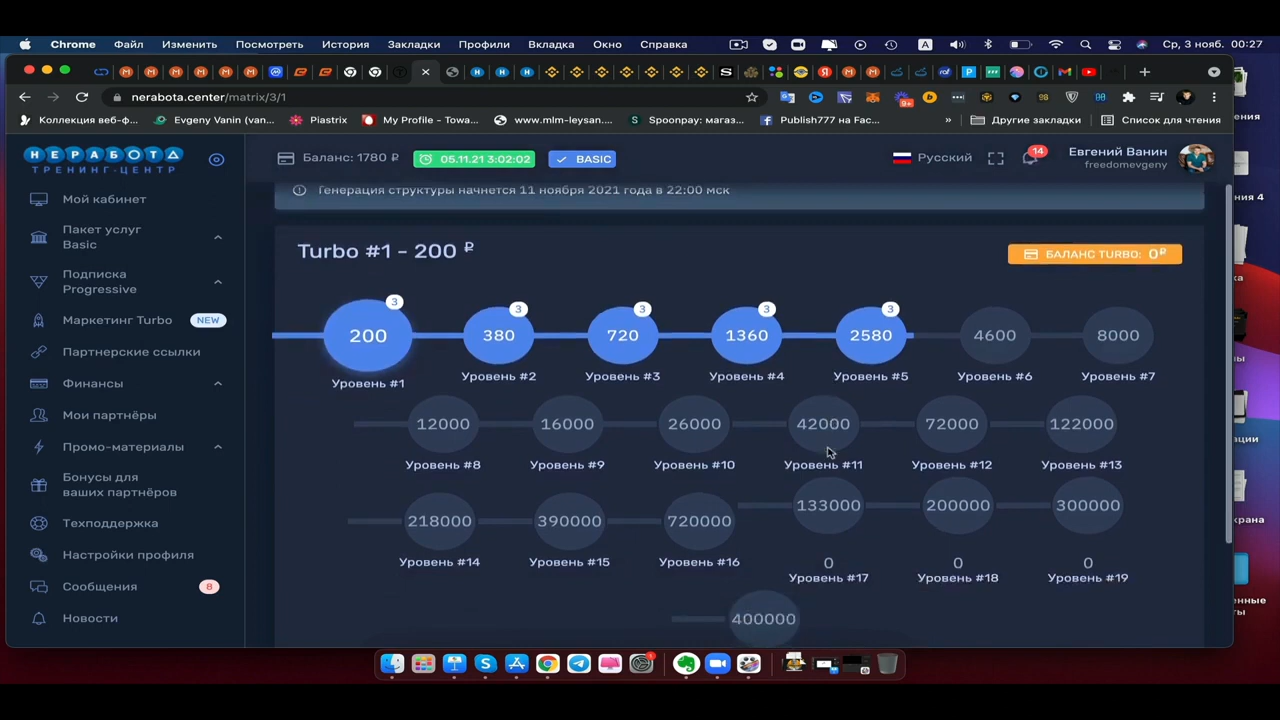 Chrome Файл Изменить Посмотреть История Закладки Профили Вкладка Окно Справка Ср, 3 нояб. 00:27
nerabota.center/matrix/3/1
Коллекция веб-ф... Evgeny Vanin (van... Piastrix My Profile - Towa... www.mlm-leysan... Spoonpay: магаз... Publish777 на Fac... » Другие закладки Список для чтения
НЕРАБОТА
ТРЕНИНГ-ЦЕНТР
Баланс: 1780 ₽ 05.11.21 3:02:02 BASIC Русский 14 Евгений Ванин
freedomevgeny
Генерация структуры начнется 11 ноября 2021 года в 22:00 мск
Мой кабинет
Пакет услуг
Basic
Подписка
Progressive
Маркетинг Turbo NEW
Партнерские ссылки
Финансы
Мои партнёры
Промо-материалы
Бонусы для
ваших партнёров
Техподдержка
Настройки профиля
Сообщения 8
Новости
Turbo #1 - 200 ₽
БАЛАНС TURBO: 0₽
3 3 3 3 3
200 380 720 1360 2580 4600 8000
Уровень #1 Уровень #2 Уровень #3 Уровень #4 Уровень #5 Уровень #6 Уровень #7
12000 16000 26000 42000 72000 122000
Уровень #8 Уровень #9 Уровень #10 Уровень #11 Уровень #12 Уровень #13
218000 390000 720000 133000 200000 300000
0 0 0
Уровень #14 Уровень #15 Уровень #16 Уровень #17 Уровень #18 Уровень #19
400000